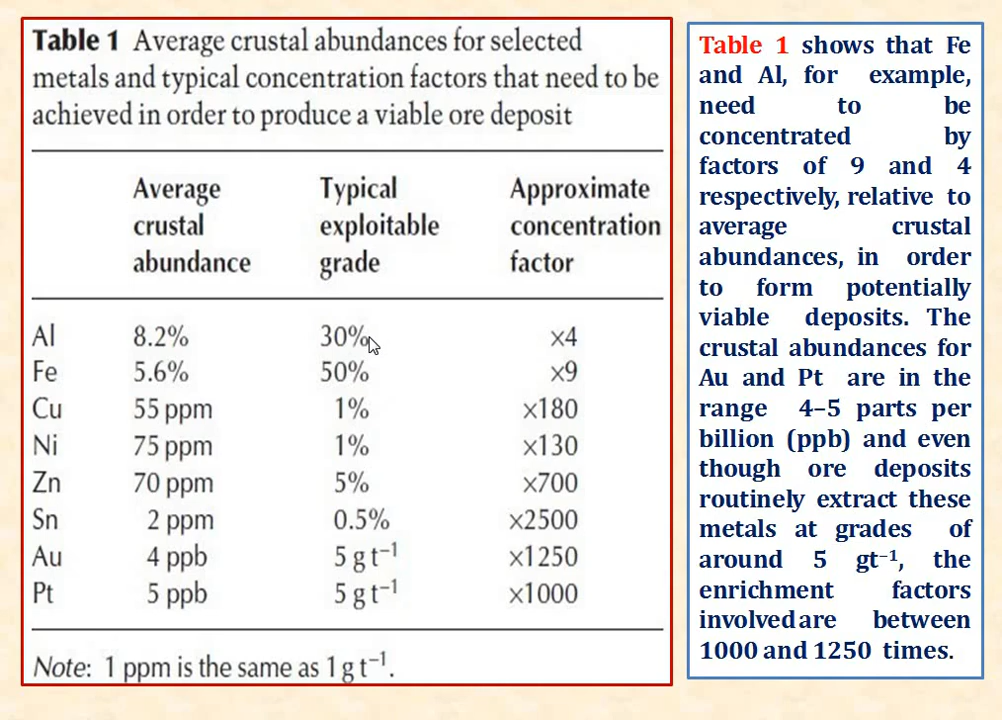 Table 1 Average crustal abundances for selected
metals and typical concentration factors that need to be
achieved in order to produce a viable ore deposit
Average crustal abundance Typical exploitable grade Approximate concentration factor
Al 8.2% 30% ×4
Fe 5.6% 50% ×9
Cu 55 ppm 1% ×180
Ni 75 ppm 1% ×130
Zn 70 ppm 5% ×700
Sn 2 ppm 0.5% ×2500
Au 4 ppb 5 g t⁻¹ ×1250
Pt 5 ppb 5 g t⁻¹ ×1000
Note: 1 ppm is the same as 1 g t⁻¹.
Table 1 shows that Fe
and Al, for example,
need to be
concentrated by
factors of 9 and 4
respectively, relative to
average crustal
abundances, in order
to form potentially
viable deposits. The
crustal abundances for
Au and Pt are in the
range 4–5 parts per
billion (ppb) and even
though ore deposits
routinely extract these
metals at grades of
around 5 gt⁻¹, the
enrichment factors
involved are between
1000 and 1250 times.